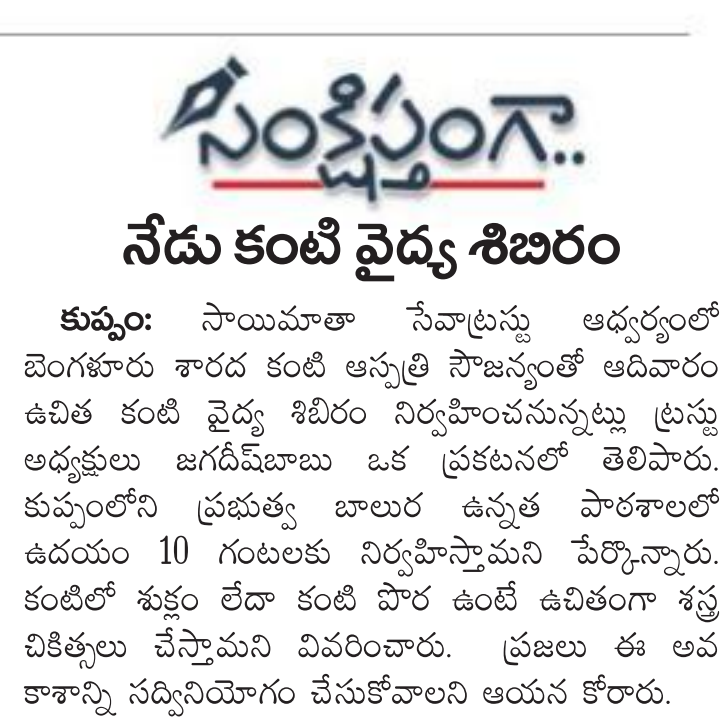 సంక్షిప్తంగా..
నేడు కంటి వైద్య శిబిరం
కుప్పం: సాయిమాతా సేవాట్రస్టు ఆధ్వర్యంలో
బెంగళూరు శారద కంటి ఆస్పత్రి సౌజన్యంతో ఆదివారం
ఉచిత కంటి వైద్య శిబిరం నిర్వహించనున్నట్లు ట్రస్టు
అధ్యక్షులు జగదీష్‌బాబు ఒక ప్రకటనలో తెలిపారు.
కుప్పంలోని ప్రభుత్వ బాలుర ఉన్నత పాఠశాలలో
ఉదయం 10 గంటలకు నిర్వహిస్తామని పేర్కొన్నారు.
కంటిలో శుక్లం లేదా కంటి పొర ఉంటే ఉచితంగా శస్త్ర
చికిత్సలు చేస్తామని వివరించారు. ప్రజలు ఈ అవ
కాశాన్ని సద్వినియోగం చేసుకోవాలని ఆయన కోరారు.